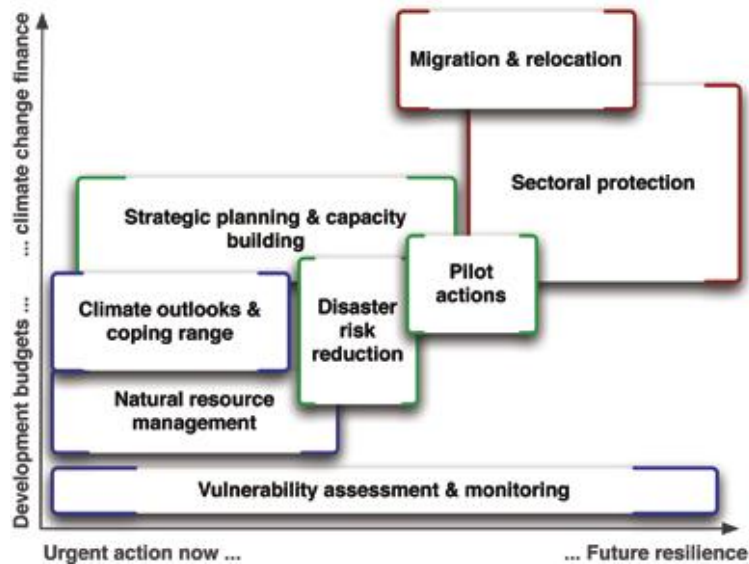 Development budgets ... ... climate change finance
Migration & relocation
Sectoral protection
Strategic planning & capacity
building
Pilot
actions
Climate outlooks &
coping range
Disaster
risk
reduction
Natural resource
management
Vulnerability assessment & monitoring
Urgent action now ... ... Future resilience